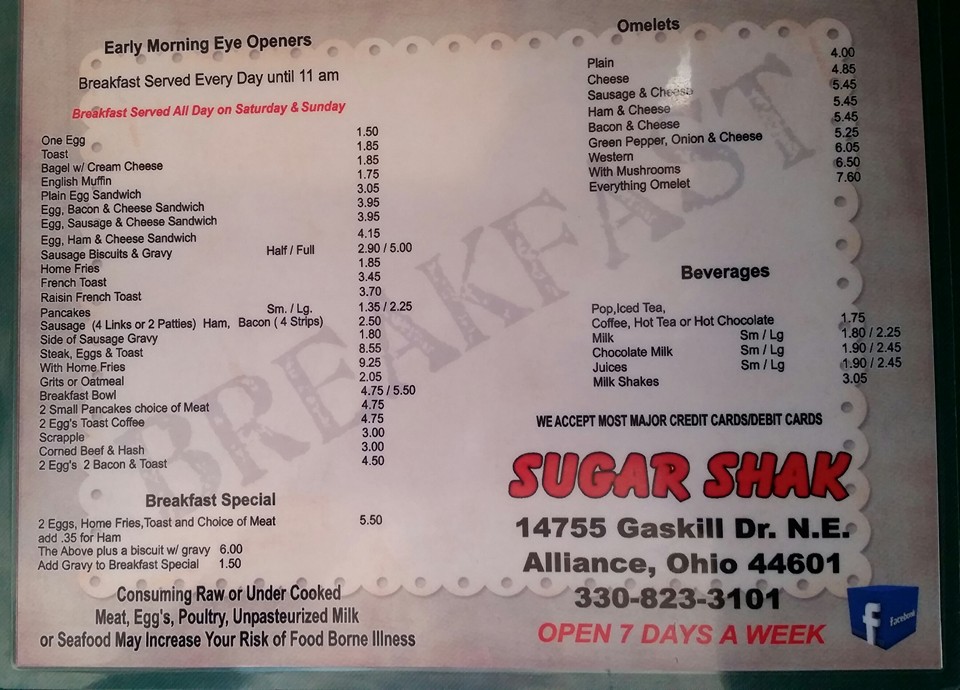 Early Morning Eye Openers
Breakfast Served Every Day until 11 am
Breakfast Served All Day on Saturday & Sunday
One Egg 1.50
Toast 1.85
Bagel w/ Cream Cheese 1.85
English Muffin 1.75
Plain Egg Sandwich 3.05
Egg, Bacon & Cheese Sandwich 3.95
Egg, Sausage & Cheese Sandwich 3.95
Egg, Ham & Cheese Sandwich 4.15
Sausage Biscuits & Gravy Half / Full 2.90 / 5.00
Home Fries 1.85
French Toast 3.45
Raisin French Toast 3.70
Pancakes Sm. / Lg. 1.35 / 2.25
Sausage (4 Links or 2 Patties) Ham, Bacon ( 4 Strips) 2.50
Side of Sausage Gravy 1.80
Steak, Eggs & Toast 8.55
With Home Fries 9.25
Grits or Oatmeal 2.05
Breakfast Bowl 4.75 / 5.50
2 Small Pancakes choice of Meat 4.75
2 Egg's Toast Coffee 4.75
Scrapple 3.00
Corned Beef & Hash 3.00
2 Egg's 2 Bacon & Toast 4.50
Breakfast Special
2 Eggs, Home Fries,Toast and Choice of Meat 5.50
add .35 for Ham
The Above plus a biscuit w/ gravy 6.00
Add Gravy to Breakfast Special 1.50
Consuming Raw or Under Cooked
Meat, Egg's, Poultry, Unpasteurized Milk
or Seafood May Increase Your Risk of Food Borne Illness
BREAKFAST
Omelets
Plain 4.00
Cheese 4.85
Sausage & Cheese 5.45
Ham & Cheese 5.45
Bacon & Cheese 5.45
Green Pepper, Onion & Cheese 5.25
Western 6.05
With Mushrooms 6.50
Everything Omelet 7.60
Beverages
Pop,Iced Tea,
Coffee, Hot Tea or Hot Chocolate 1.75
Milk Sm / Lg 1.80 / 2.25
Chocolate Milk Sm / Lg 1.90 / 2.45
Juices Sm / Lg 1.90 / 2.45
Milk Shakes 3.05
WE ACCEPT MOST MAJOR CREDIT CARDS/DEBIT CARDS
SUGAR SHAK
14755 Gaskill Dr. N.E.
Alliance, Ohio 44601
330-823-3101
OPEN 7 DAYS A WEEK
f Facebook